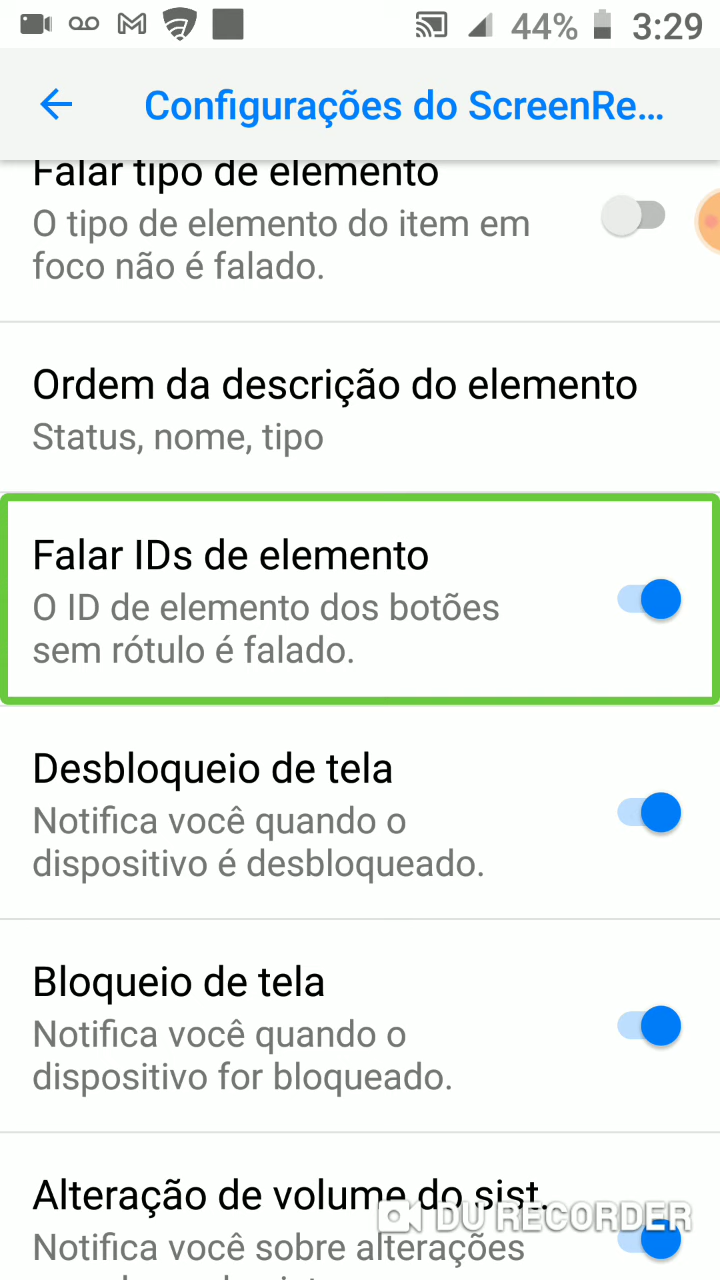 44% 3:29
Configurações do ScreenRe...
Falar tipo de elemento
O tipo de elemento do item em
foco não é falado.
Ordem da descrição do elemento
Status, nome, tipo
Falar IDs de elemento
O ID de elemento dos botões
sem rótulo é falado.
Desbloqueio de tela
Notifica você quando o
dispositivo é desbloqueado.
Bloqueio de tela
Notifica você quando o
dispositivo for bloqueado.
Alteração de volume do sist...
DU RECORDER
Notifica você sobre alterações